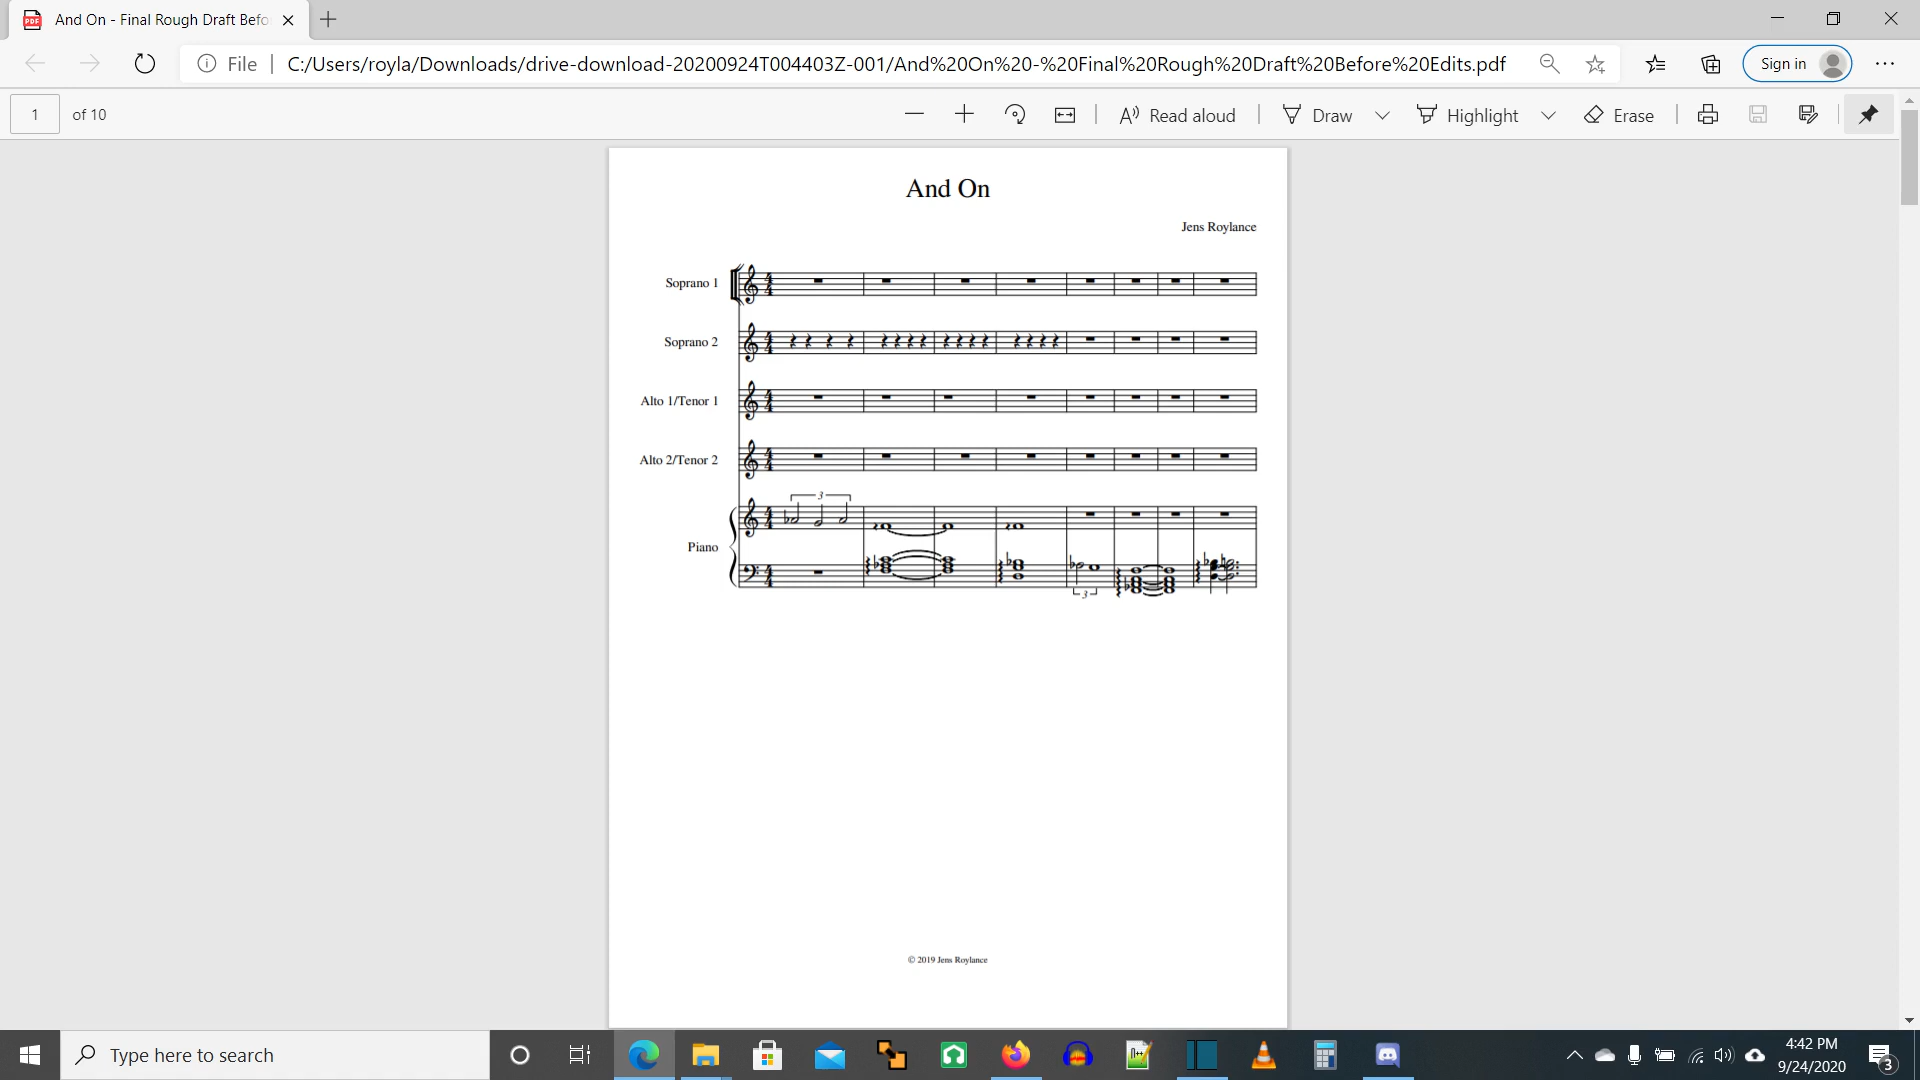 And On - Final Rough Draft Befo
File
C:/Users/royla/Downloads/drive-download-20200924T004403Z-001/And%20On%20-%20Final%20Rough%20Draft%20Before%20Edits.pdf
Sign in
1 of 10
Read aloud
Draw
Highlight
Erase
And On
Jens Roylance
Soprano 1
Soprano 2
Alto 1/Tenor 1
Alto 2/Tenor 2
3
Piano
3
© 2019 Jens Roylance
Type here to search
4:42 PM
9/24/2020
3